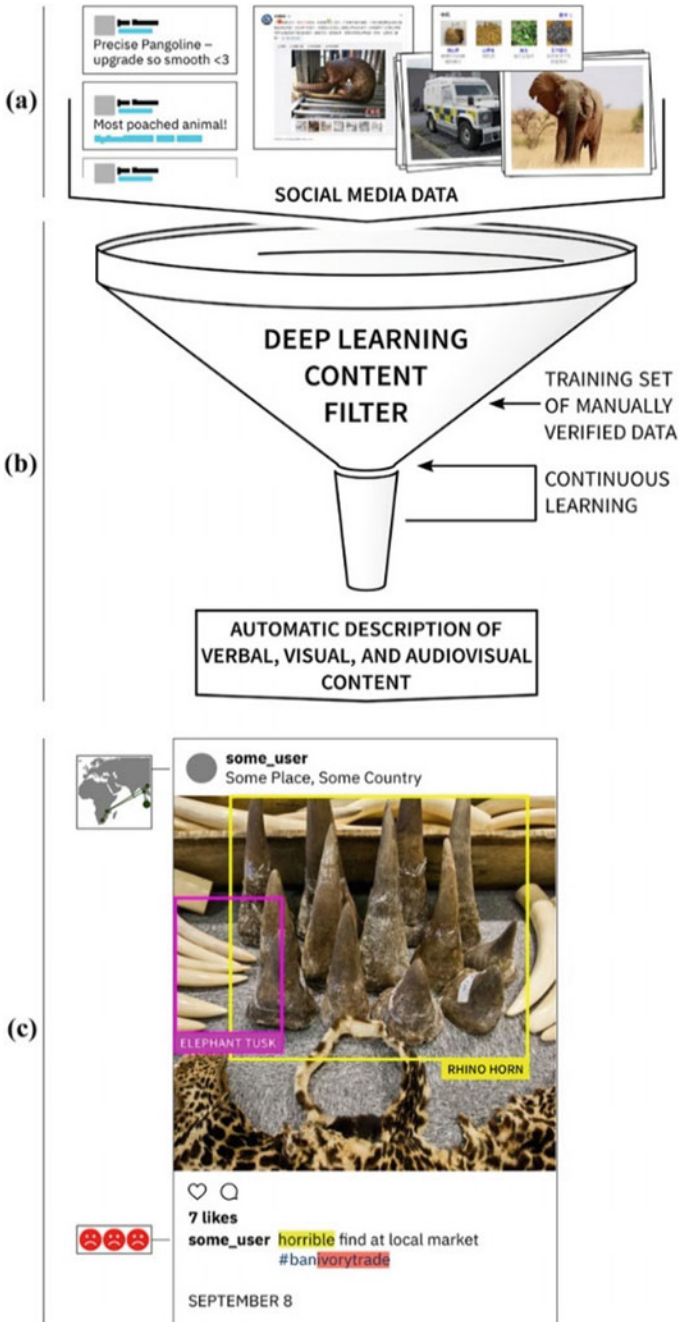 (a)
Precise Pangoline –
upgrade so smooth <3
Most poached animal!
SOCIAL MEDIA DATA
(b)
DEEP LEARNING
CONTENT
FILTER
TRAINING SET
OF MANUALLY
VERIFIED DATA
CONTINUOUS
LEARNING
AUTOMATIC DESCRIPTION OF
VERBAL, VISUAL, AND AUDIOVISUAL
CONTENT
(c)
some_user
Some Place, Some Country
ELEPHANT TUSK
RHINO HORN
7 likes
some_user horrible find at local market
#banivorytrade
SEPTEMBER 8